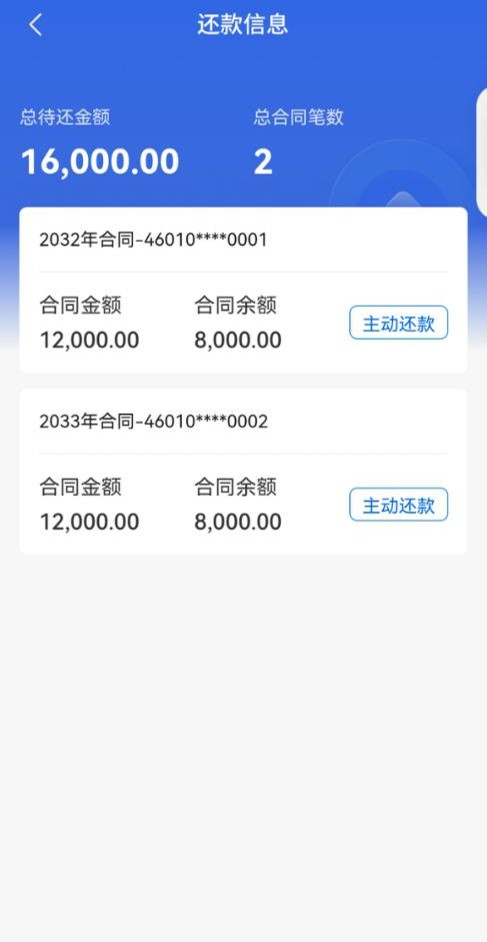 还款信息
总待还金额 总合同笔数
16,000.00 2
2032年合同-46010****0001
合同金额 合同余额
12,000.00 8,000.00
主动还款
2033年合同-46010****0002
合同金额 合同余额
12,000.00 8,000.00
主动还款